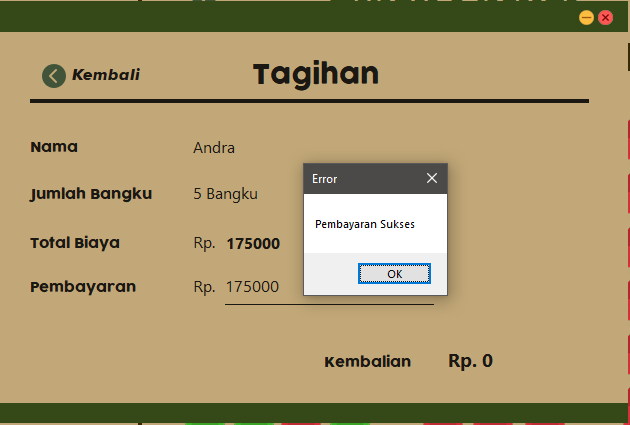 Kembali
Tagihan
Nama
Andra
Jumlah Bangku
5 Bangku
Total Biaya
Rp. 175000
Pembayaran
Rp. 175000
Error
Pembayaran Sukses
OK
Kembalian
Rp. 0